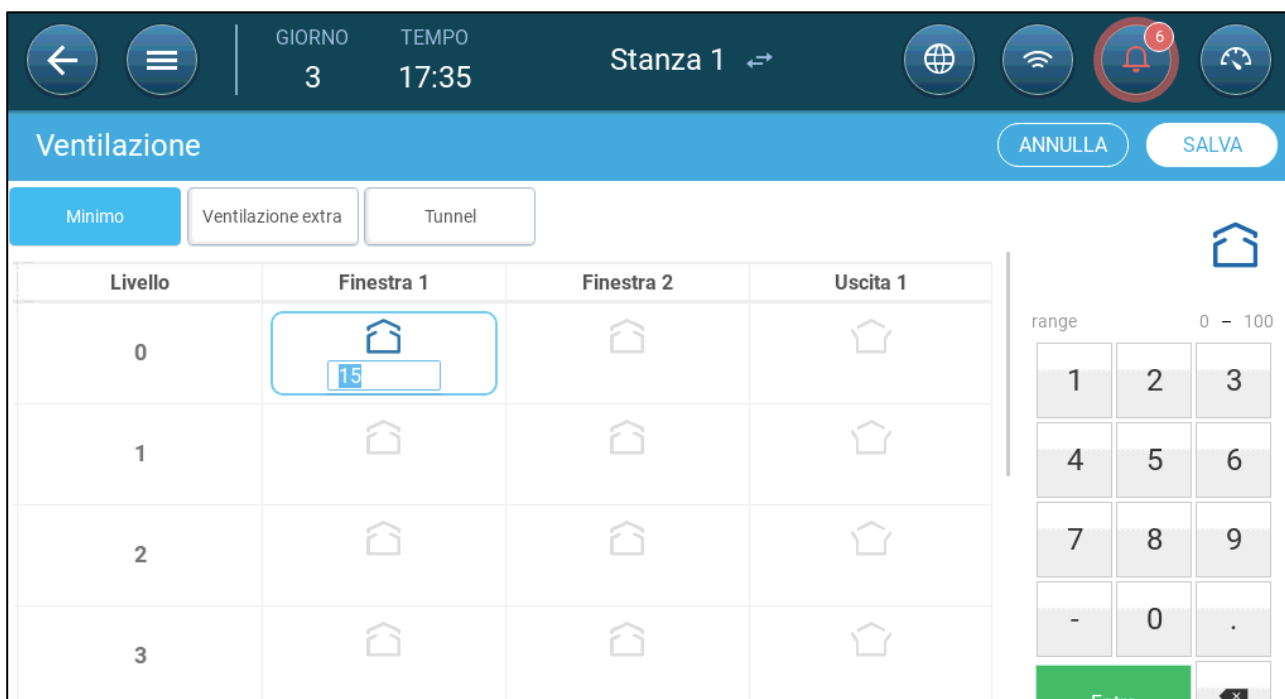 GIORNO TEMPO
3 17:35 Stanza 1 6
Ventilazione ANNULLA SALVA
Minimo Ventilazione extra Tunnel
Livello Finestra 1 Finestra 2 Uscita 1
range 0 – 100
0
15
1 2 3
1
4 5 6
2
7 8 9
- 0 .
3